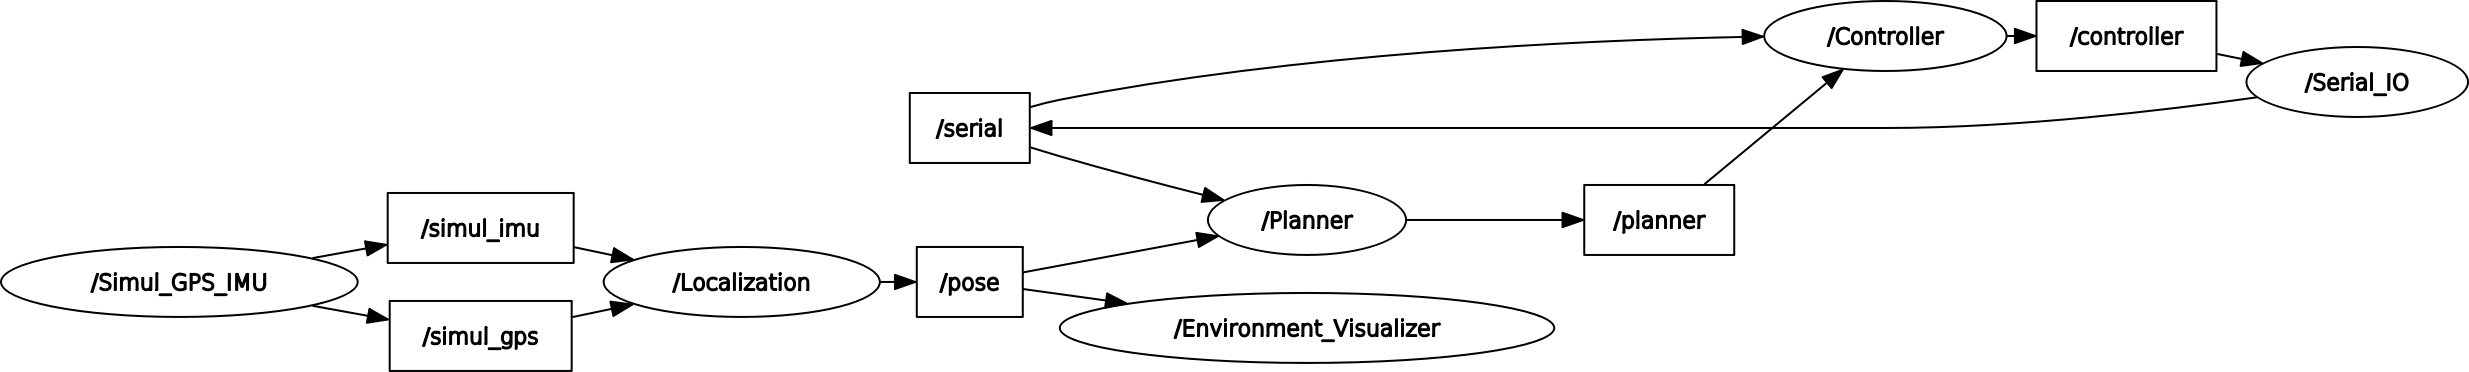 /Controller
/controller
/Serial_IO
/serial
/Planner
/planner
/simul_imu
/Simul_GPS_IMU
/Localization
/pose
/Environment_Visualizer
/simul_gps